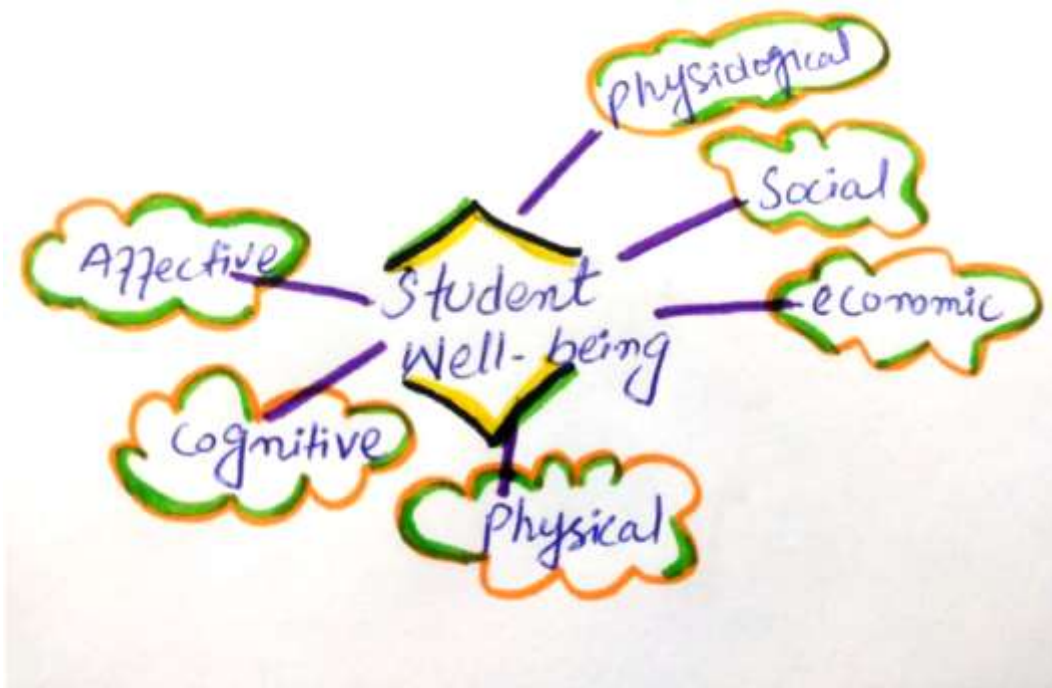 Physiological
Social
Affective
Student
economic
Well-being
Cognitive
Physical